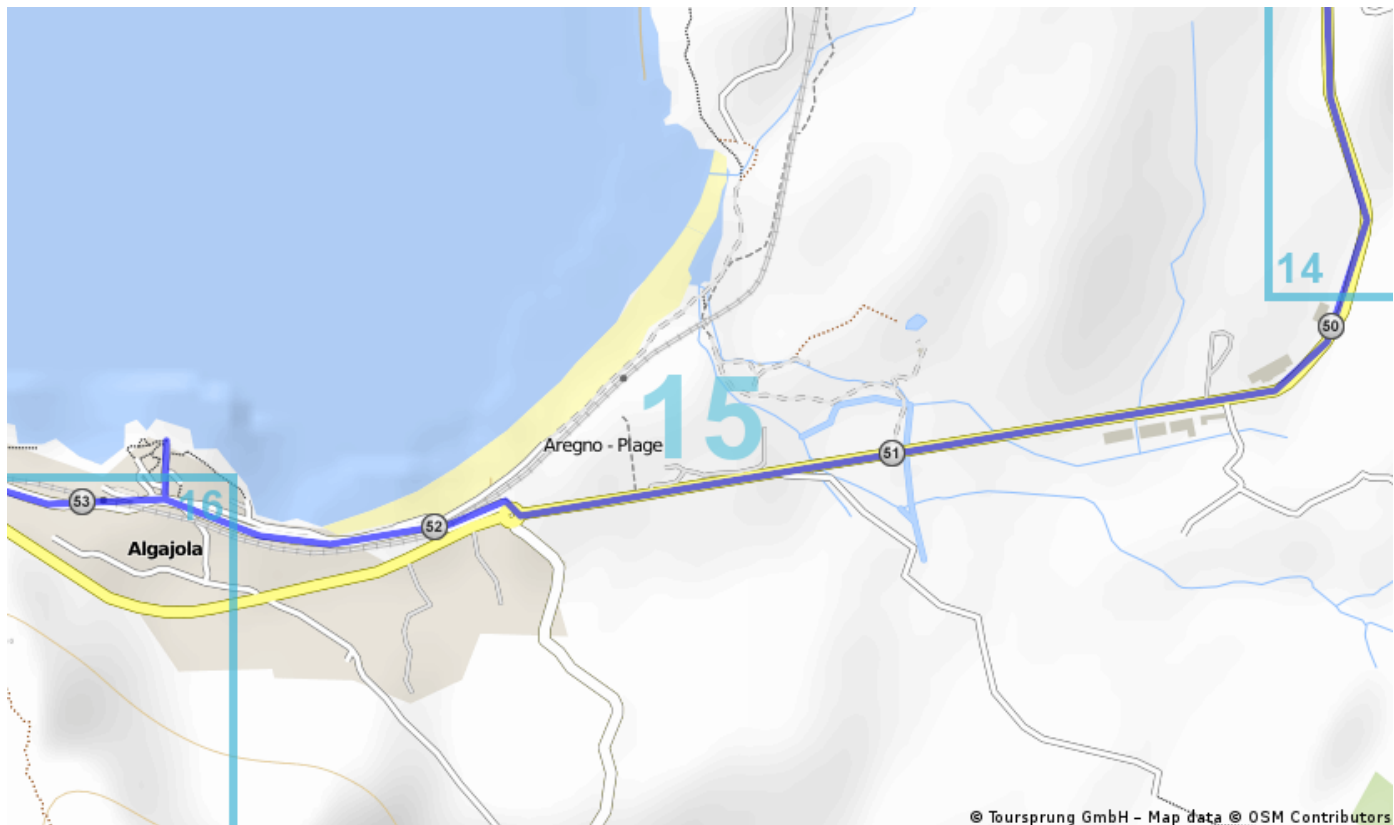 14
50
15
Aregno - Plage
51
53
16
52
Algajola
© Toursprung GmbH – Map data © OSM Contributors